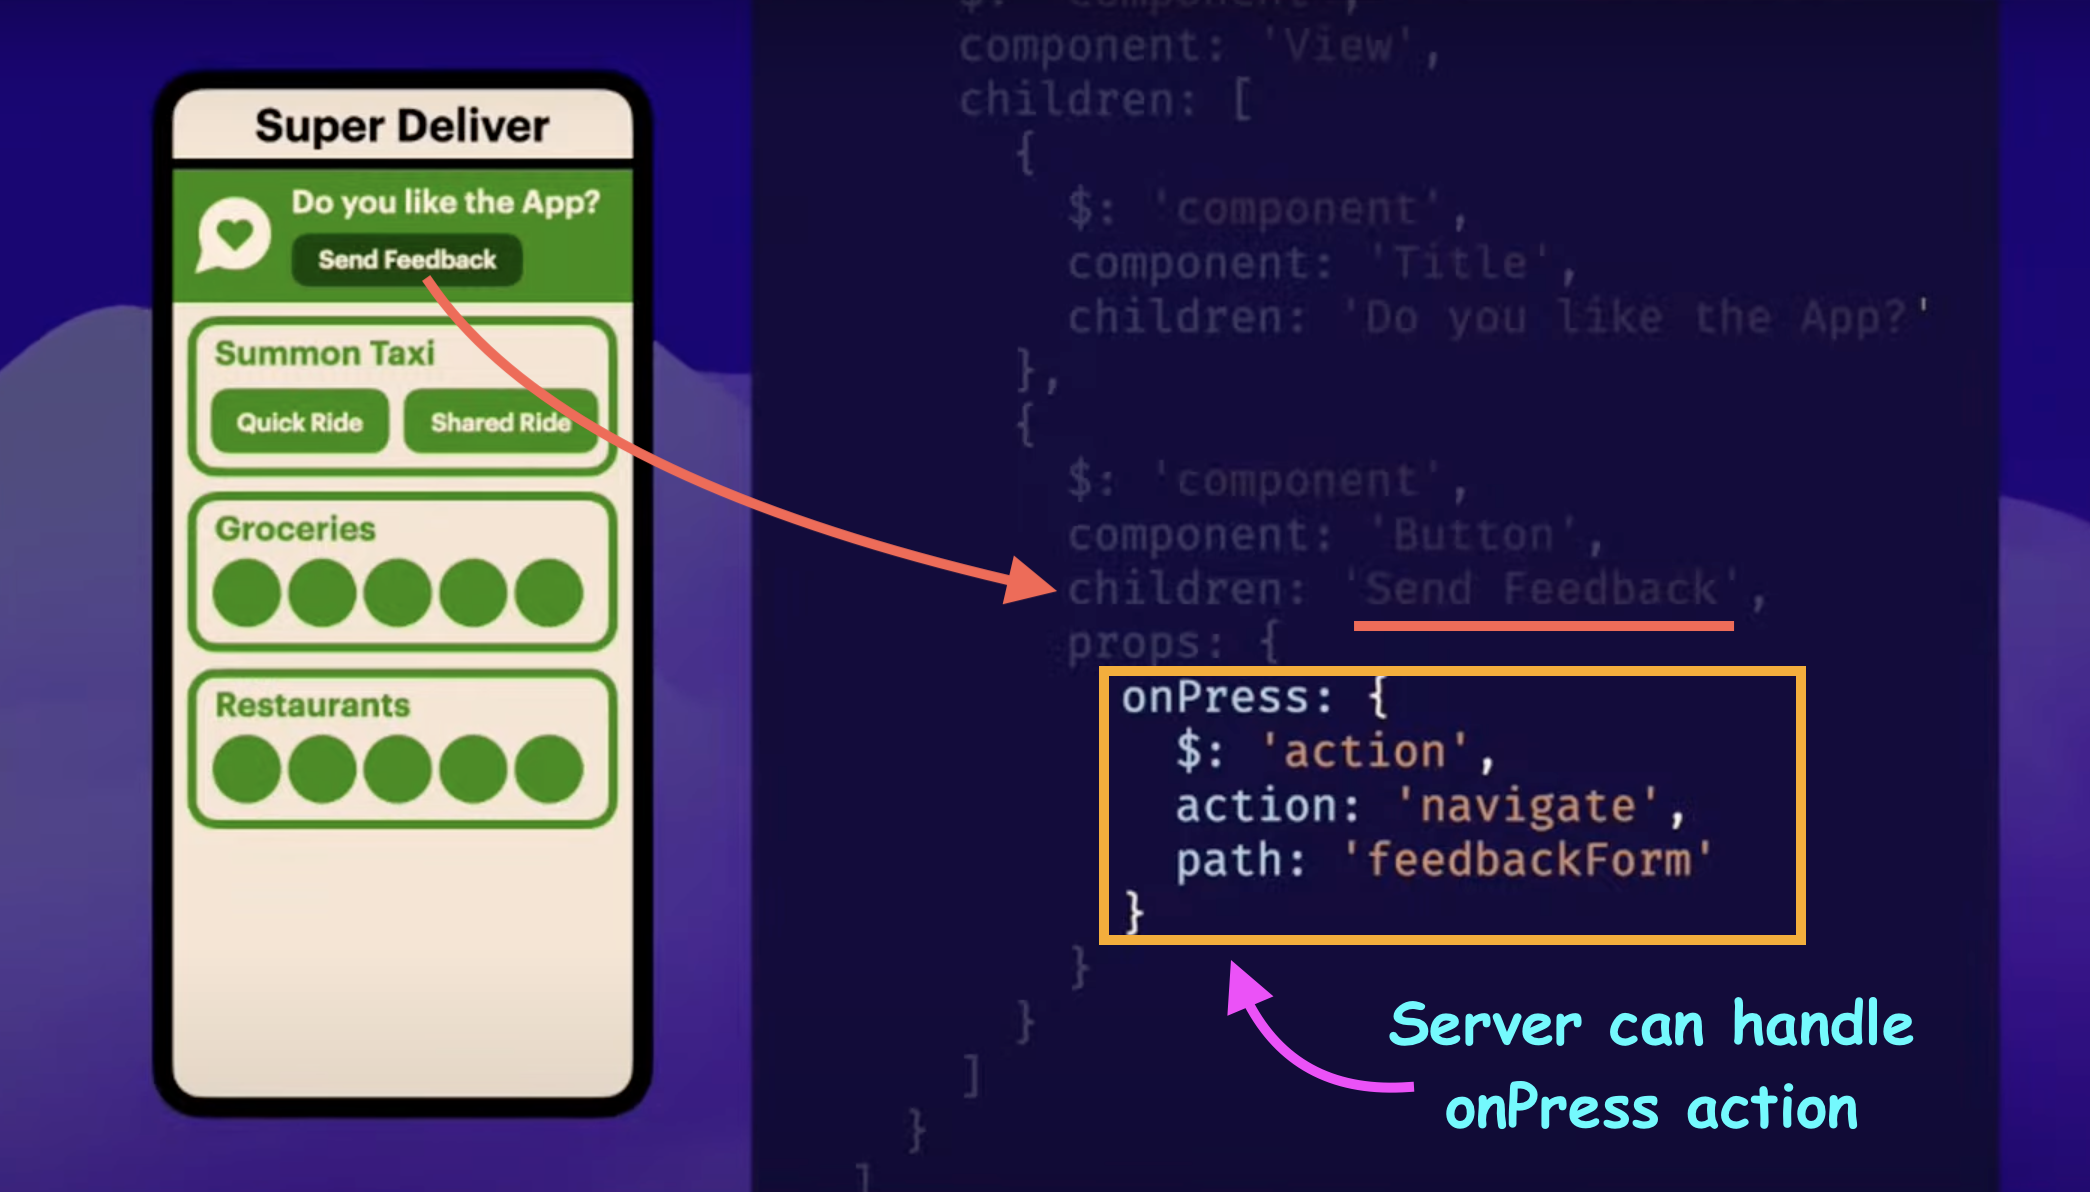 Super Deliver
Do you like the App?
Send Feedback
Summon Taxi
Quick Ride
Shared Ride
Groceries
Restaurants
$: 'component',
component: 'View',
children: [
{
$: 'component',
component: 'Title',
children: 'Do you like the App?'
},
{
$: 'component',
component: 'Button',
children: 'Send Feedback',
props: {
onPress: {
$: 'action',
action: 'navigate',
path: 'feedbackForm'
}
}
}
]
}
]
Server can handle
onPress action